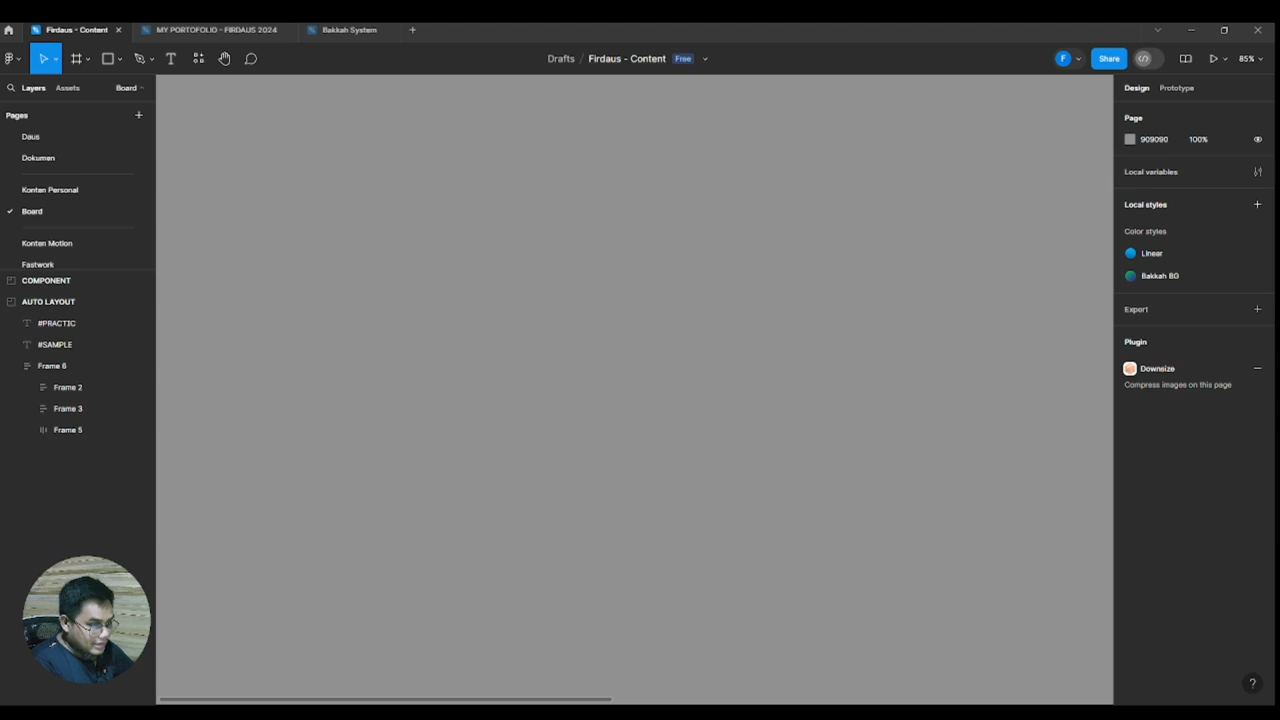 Firdaus - Content
MY PORTOFOLIO - FIRDAUS 2024
Bakkah System
Drafts / Firdaus - Content Free
F
Share
85%
Layers
Assets
Board
Design
Prototype
Pages
Daus
Dokumen
Konten Personal
Board
Konten Motion
Fastwork
COMPONENT
AUTO LAYOUT
#PRACTIC
#SAMPLE
Frame 6
Frame 2
Frame 3
Frame 5
Page
909090 100%
Local variables
Local styles
Color styles
Linear
Bakkah BG
Export
Plugin
Downsize
Compress images on this page
?